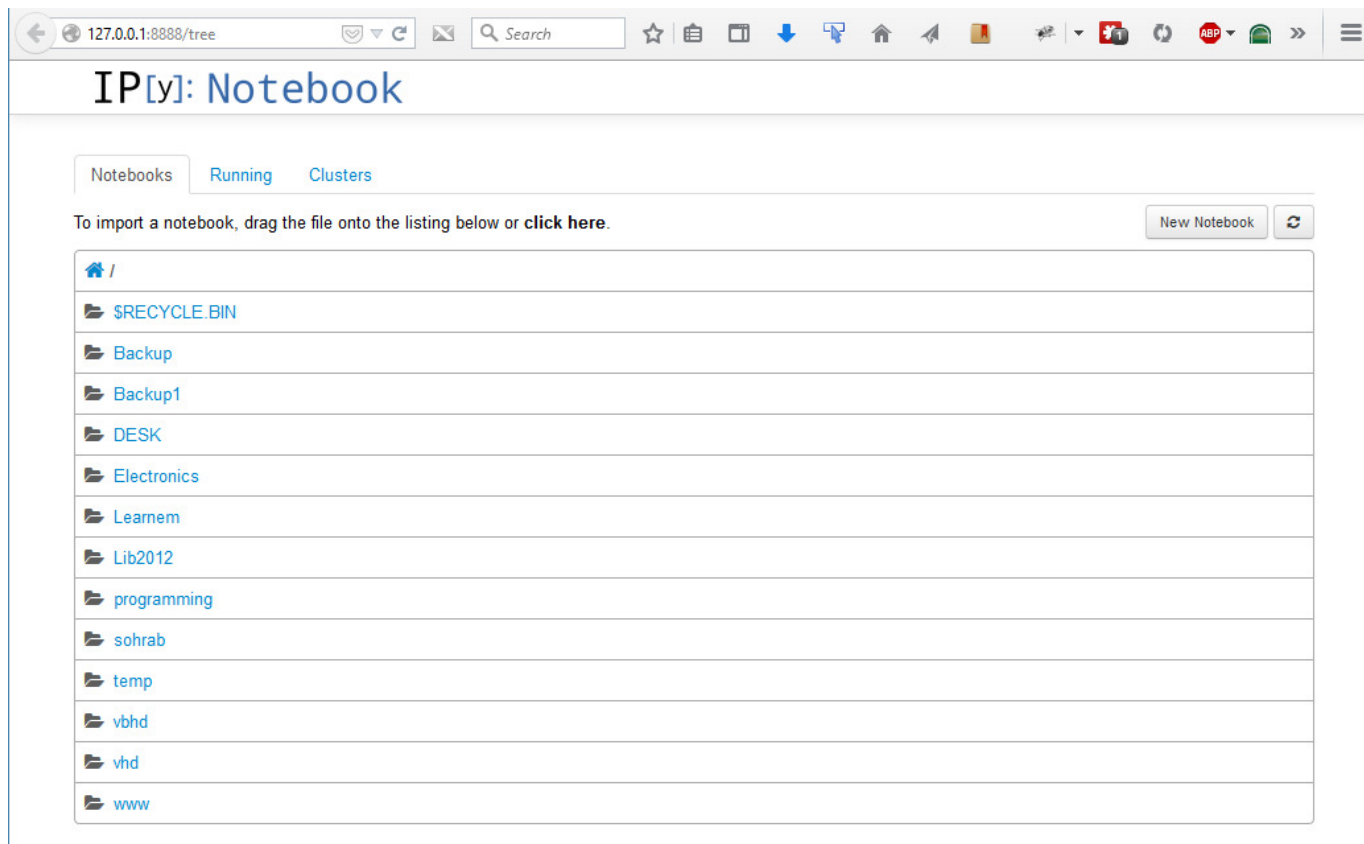 127.0.0.1:8888/tree Search ABP
IP[y]: Notebook
Notebooks Running Clusters
To import a notebook, drag the file onto the listing below or click here. New Notebook
/
$RECYCLE.BIN
Backup
Backup1
DESK
Electronics
Learnem
Lib2012
programming
sohrab
temp
vbhd
vhd
www